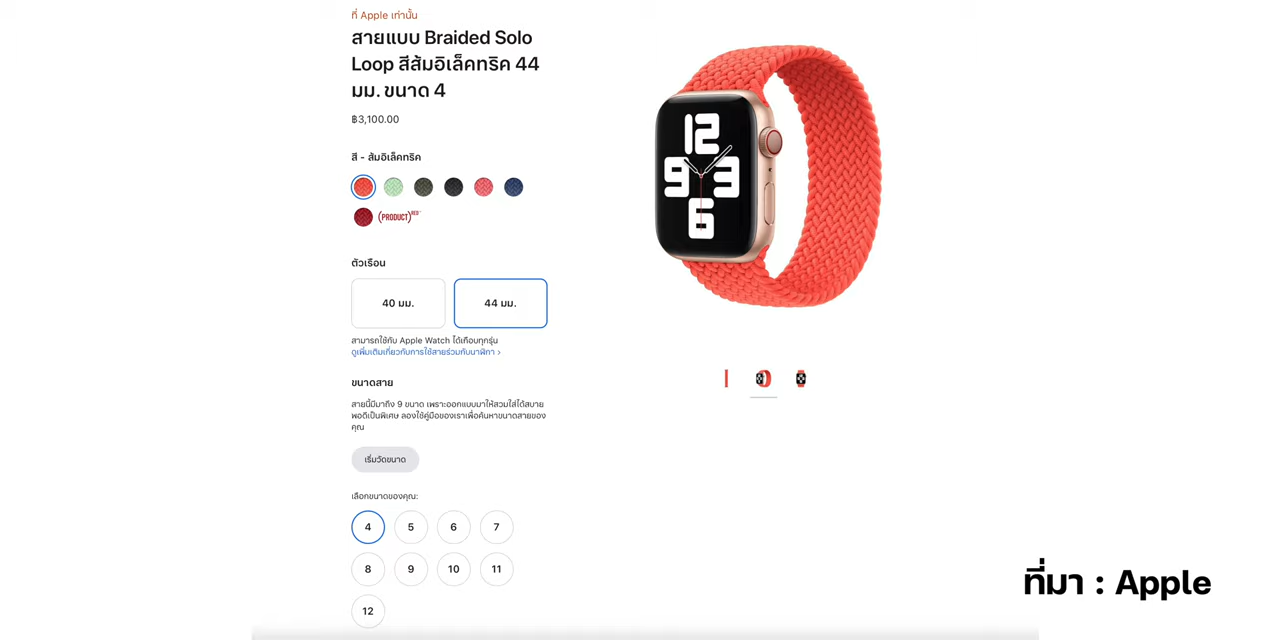 ที่ Apple เท่านั้น
สายแบบ Braided Solo
Loop สีส้มอิเล็คทริค 44
มม. ขนาด 4
฿3,100.00
สี - ส้มอิเล็คทริค
(PRODUCT)RED
ตัวเรือน
40 มม.
44 มม.
สามารถใช้กับ Apple Watch ได้เกือบทุกรุ่น
ดูเพิ่มเติมเกี่ยวกับการใช้สายร่วมกับนาฬิกา ›
ขนาดสาย
สายนี้มีมาถึง 9 ขนาด เพราะออกแบบมาให้สวมใส่ได้สบาย
พอดีเป็นพิเศษ ลองใช้คู่มือของเราเพื่อค้นหาขนาดสายของ
คุณ
เริ่มวัดขนาด
เลือกขนาดของคุณ:
4 5 6 7
8 9 10 11
12
12
9 3
6
ที่มา : Apple